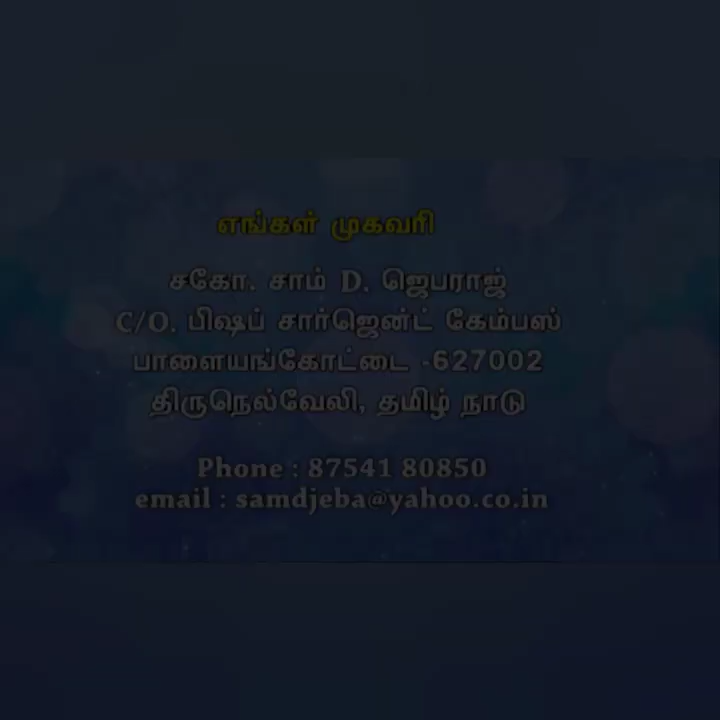 எங்கள் முகவரி
சகோ. சாம் D. ஜெபராஜ்
C/O. பிஷப் சார்ஜென்ட் கேம்பஸ்
பாளையங்கோட்டை -627002
திருநெல்வேலி, தமிழ் நாடு
Phone : 87541 80850
email : samdjeba@yahoo.co.in